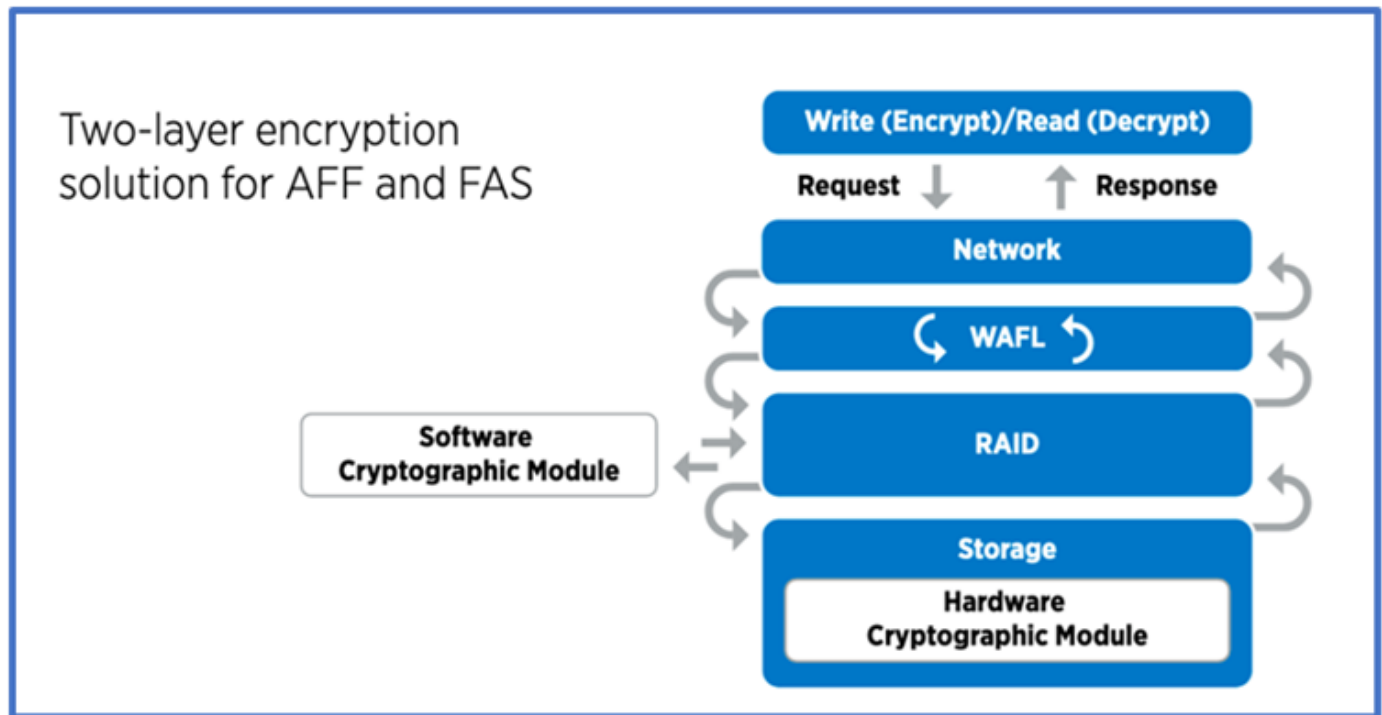 Two-layer encryption
solution for AFF and FAS
Write (Encrypt)/Read (Decrypt)
Request
Response
Network
WAFL
RAID
Software
Cryptographic Module
Storage
Hardware
Cryptographic Module